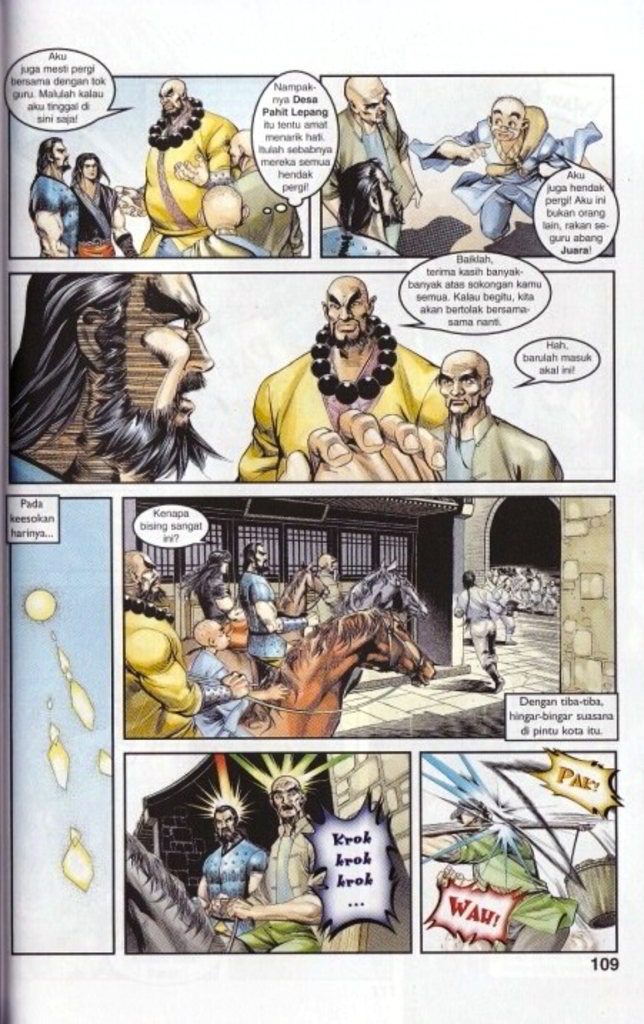 Aku
juga mesti pergi
bersama dengan tok
guru. Malulah kalau
aku tinggal di
sini saja!
Nampak-
nya Desa
Pahit Lepang
itu tentu amat
menarik hati.
Itulah sebabnya
mereka semua
hendak
pergi!
Aku juga hendak
pergi! Aku ini
bukan orang
lain, rakan se-
guru abang
Juara!
Baiklah,
terima kasih banyak-
banyak atas sokongan kamu
semua. Kalau begitu, kita
akan bertolak bersama-
sama nanti.
Hah,
barulah masuk
akal ini!
Pada
keesokan
harinya...
Kenapa
bising sangat
ini?
Dengan tiba-tiba,
hingar-bingar suasana
di pintu kota itu.
Krok
krok
krok
...
PAK!
WAH!
109